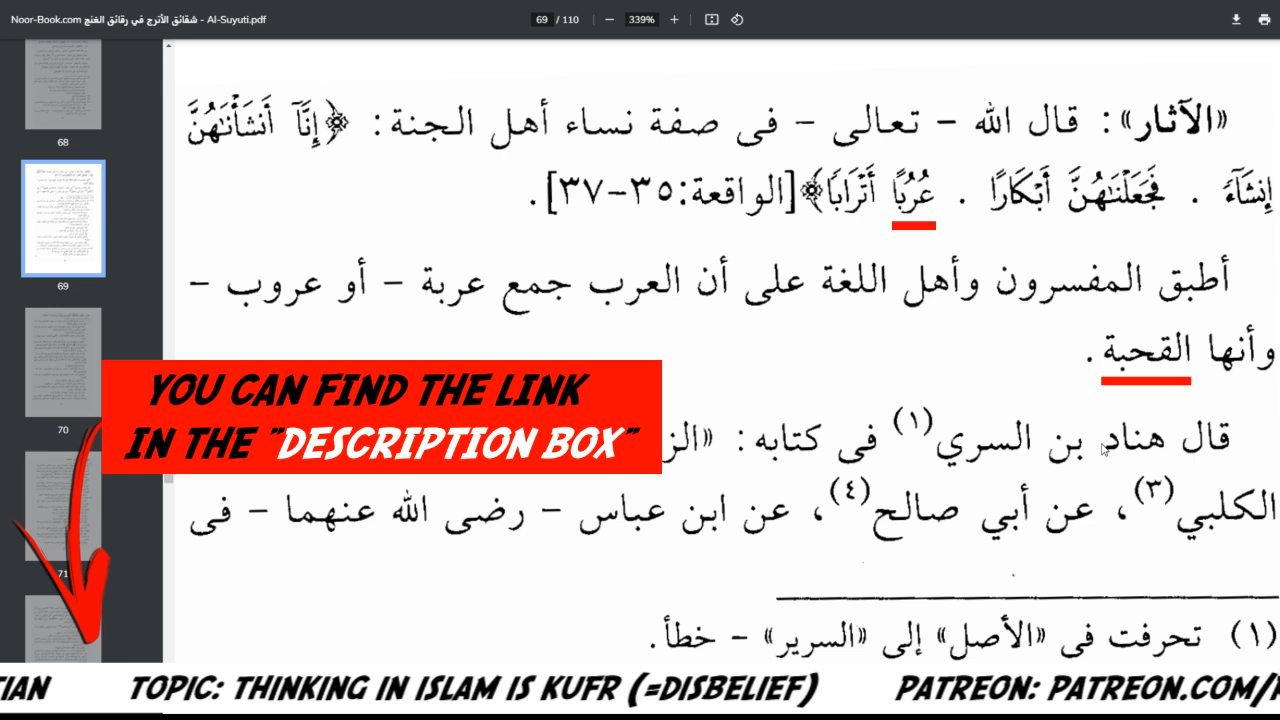 Noor-Book.com شقائق الأترج في رقائق الغنج - Al-Suyuti.pdf
69 / 110
339%
68
69
70
71
«الآثار»: قال الله – تعالى – فى صفة نساء أهل الجنة: ﴿إِنَّآ أَنشَأْنَٰهُنَّ
إِنشَآءً . فَجَعَلْنَٰهُنَّ أَبْكَارًا . عُرُبًا أَتْرَابًا﴾[الواقعة:٣٥–٣٧].
أطبق المفسرون وأهل اللغة على أن العرب جمع عربة – أو عروب –
وأنها القحبة.
YOU CAN FIND THE LINK
IN THE "DESCRIPTION BOX"
قال هناد بن السري(١) فى كتابه: «الز
الكلبي(٣)، عن أبي صالح(٤)، عن ابن عباس – رضى الله عنهما – فى
(١) تحرفت فى «الأصل» إلى «السرير» – خطأ.
TIAN TOPIC: THINKING IN ISLAM IS KUFR (=DISBELIEF) PATREON: PATREON.COM/